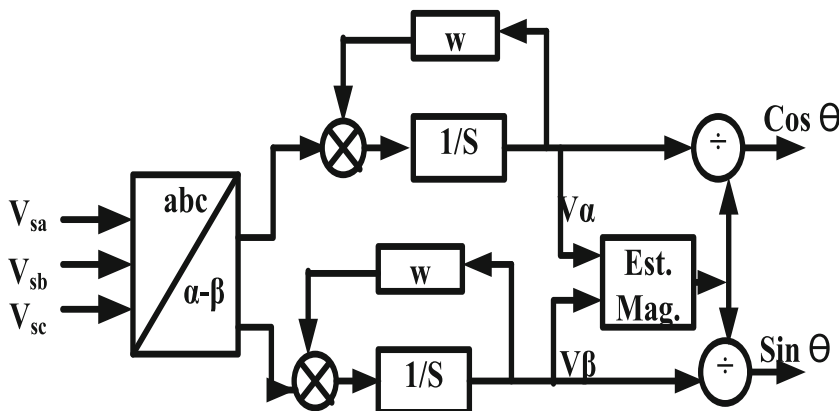 w
1/S
÷
Cos θ
abc
V_sa
Vα
V_sb
α-β
w
Est.
Mag.
V_sc
1/S
Vβ
÷
Sin θ